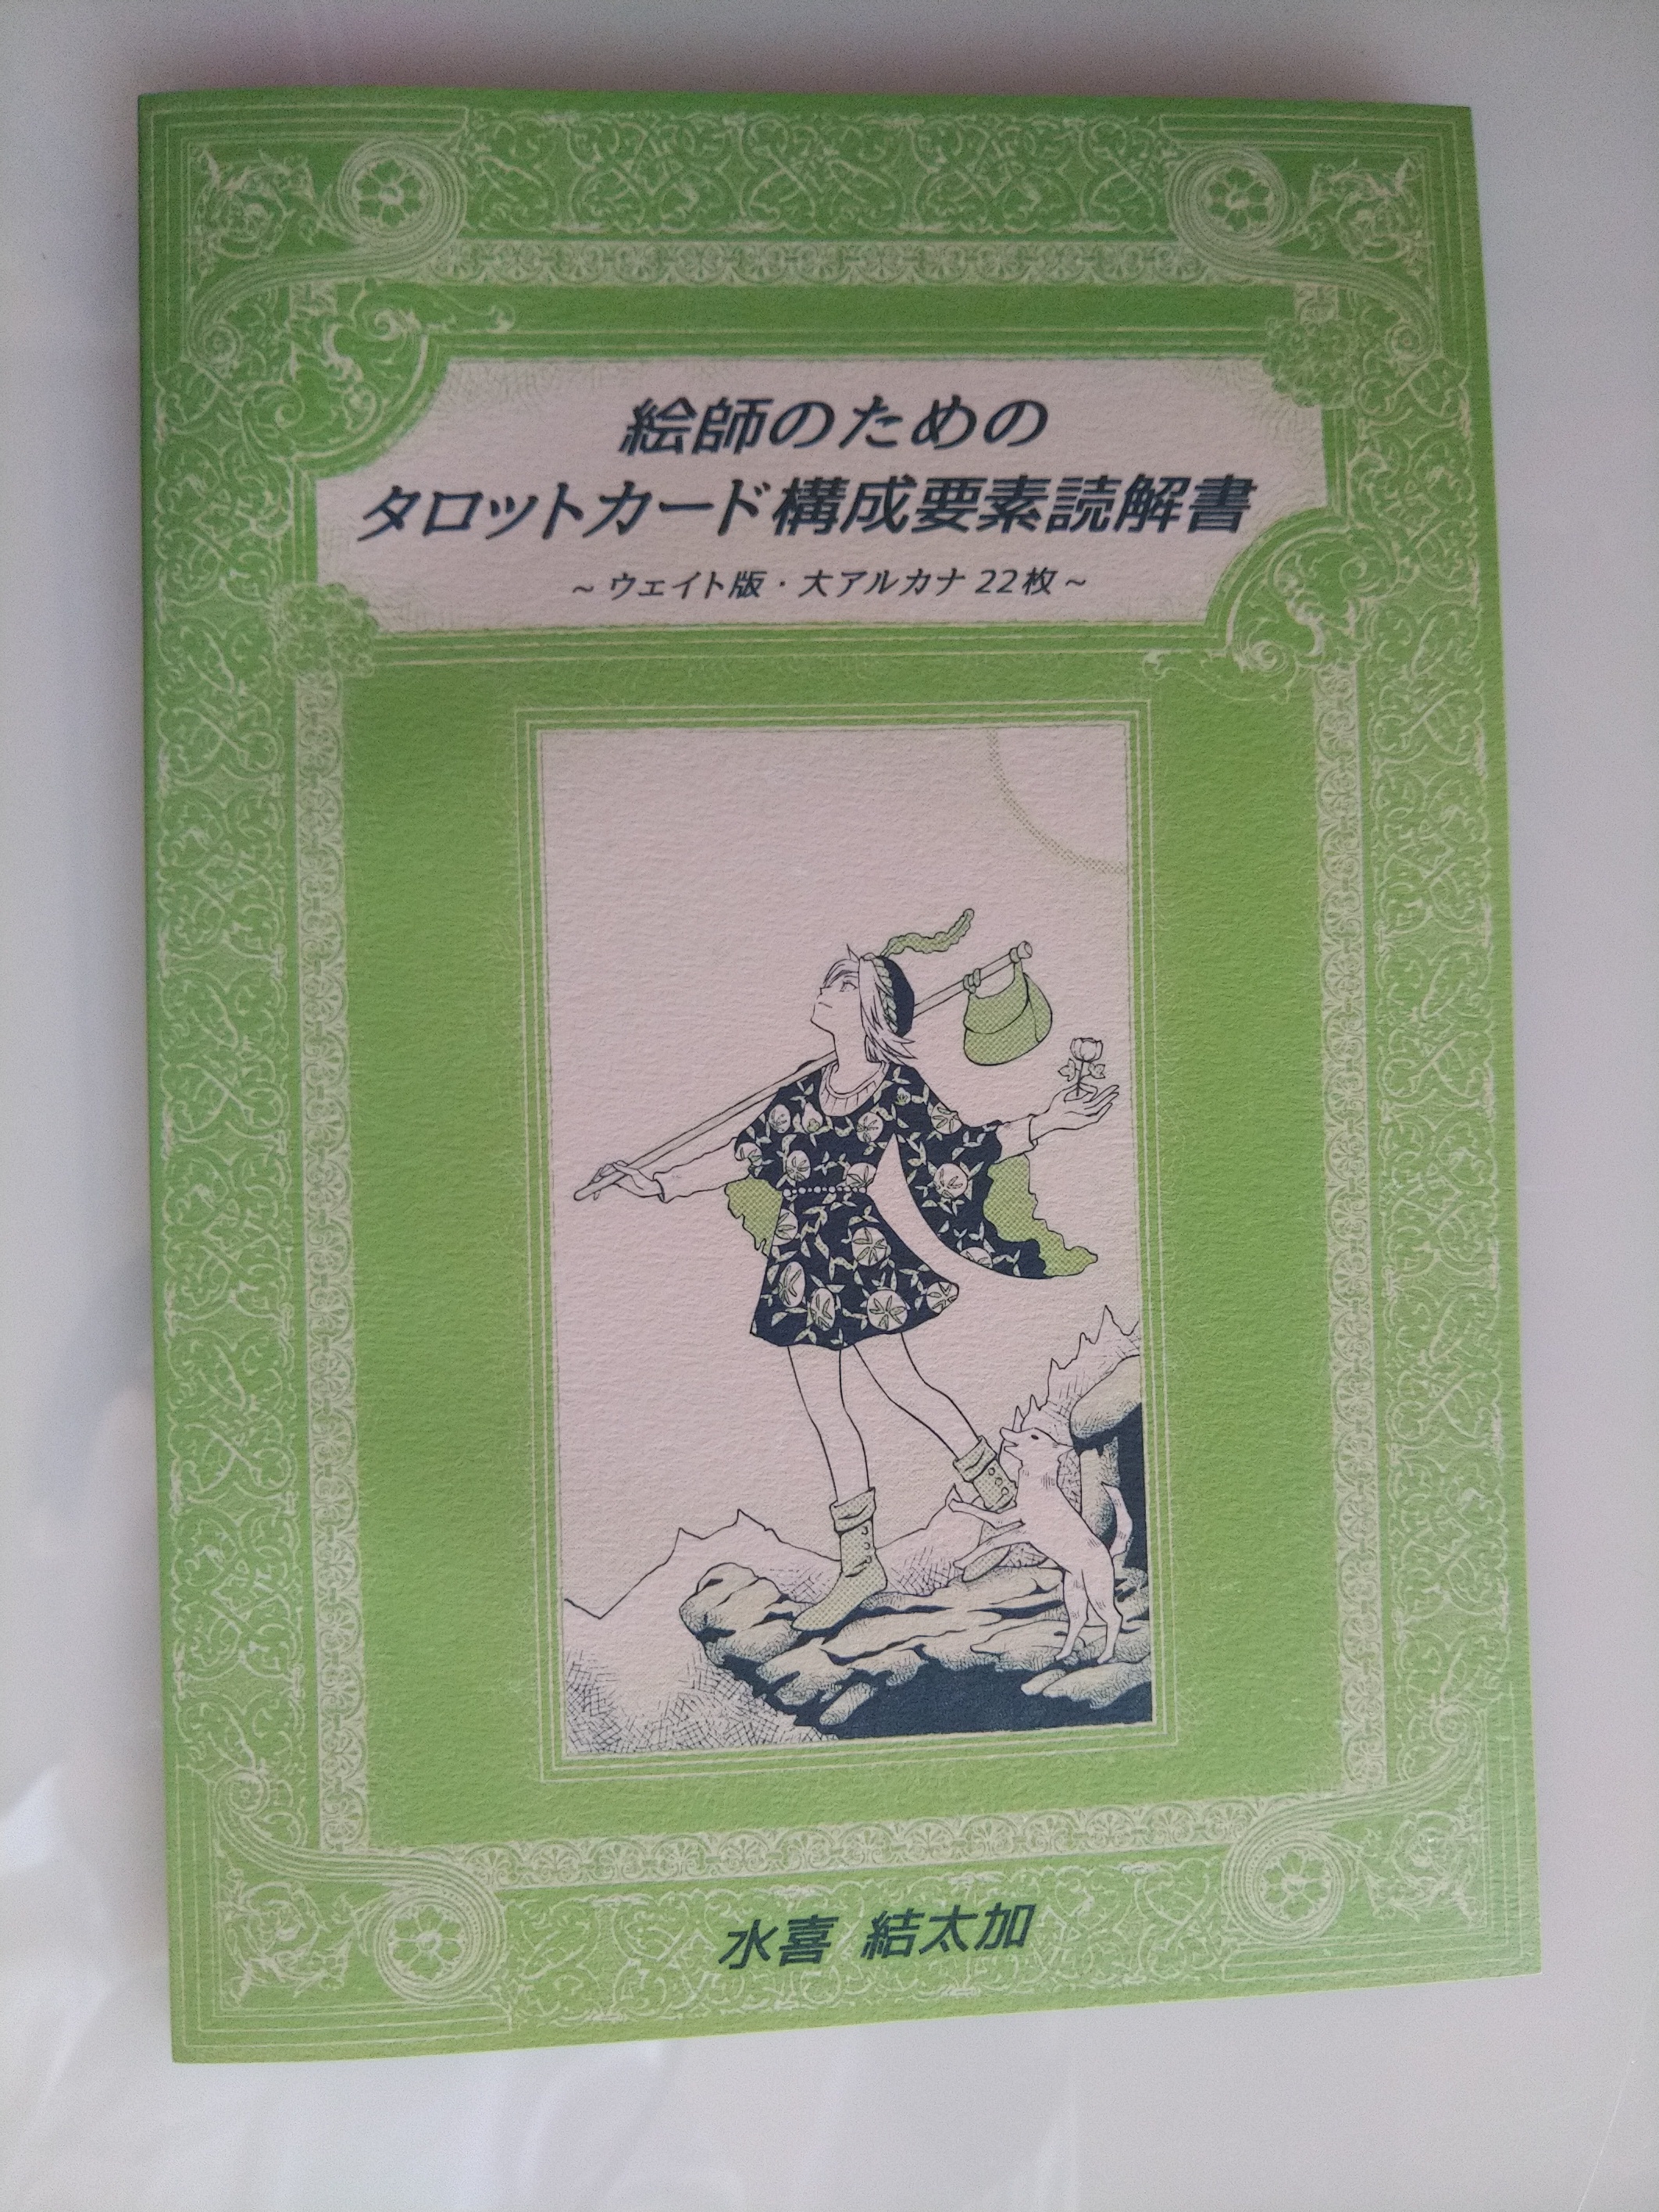 絵師のための
タロットカード構成要素読解書
~ ウェイト版・大アルカナ 22枚 ~
水喜 結太加